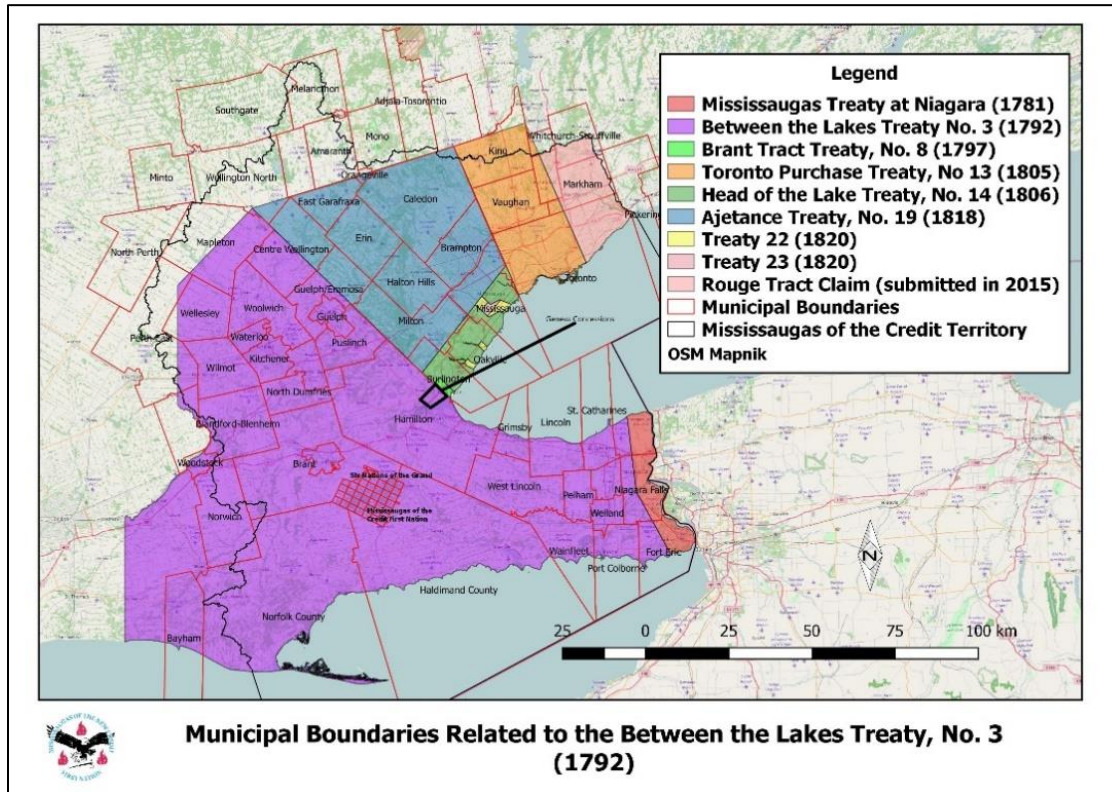 Legend
Mississaugas Treaty at Niagara (1781)
Between the Lakes Treaty No. 3 (1792)
Brant Tract Treaty, No. 8 (1797)
Toronto Purchase Treaty, No 13 (1805)
Head of the Lake Treaty, No. 14 (1806)
Ajetance Treaty, No. 19 (1818)
Treaty 22 (1820)
Treaty 23 (1820)
Rouge Tract Claim (submitted in 2015)
Municipal Boundaries
Mississaugas of the Credit Territory
OSM Mapnik
Melancthon
Southgate
Adjala-Tosorontio
Mono
Amaranth
Whitchurch-Stouffville
King
Minto
Wellington North
Orangeville
Markham
East Garafraxa
Caledon
Vaughan
Pickering
North Perth
Mapleton
Centre Wellington
Erin
Brampton
Toronto
Guelph/Eramosa
Halton Hills
Wellesley
Woolwich
Guelph
Milton
Mississauga
Perth East
Waterloo
Puslinch
Kitchener
Oakville
Wilmot
North Dumfries
Burlington
Hamilton
Blandford-Blenheim
Grimsby
Lincoln
St. Catharines
Woodstock
Brant
Six Nations of the Grand
West Lincoln
Pelham
Niagara Falls
Mississaugas of the
Credit First Nation
Norwich
Welland
Wainfleet
Fort Erie
Port Colborne
Haldimand County
Norfolk County
Bayham
25 0 25 50 75 100 km
N
Municipal Boundaries Related to the Between the Lakes Treaty, No. 3
(1792)
FIRST NATION